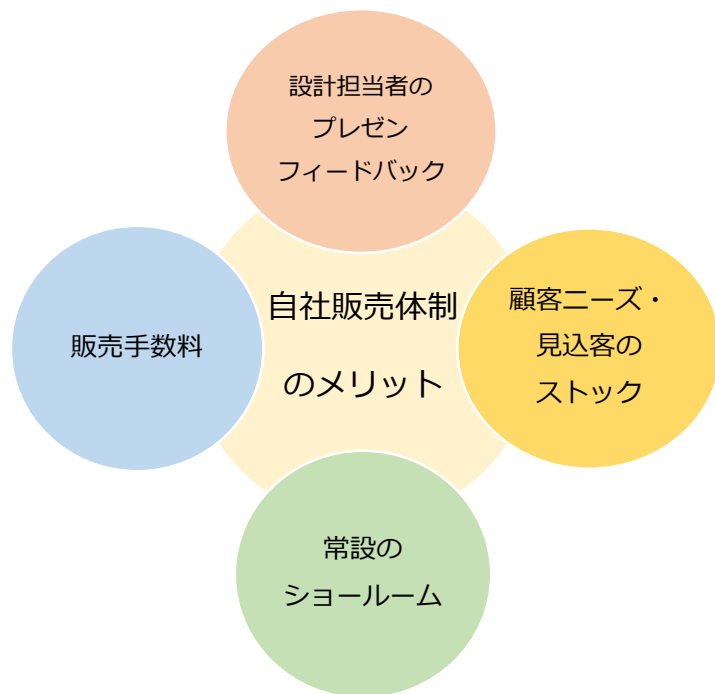 設計担当者の
プレゼン
フィードバック
自社販売体制
のメリット
顧客ニーズ・
見込客の
ストック
販売手数料
常設の
ショールーム